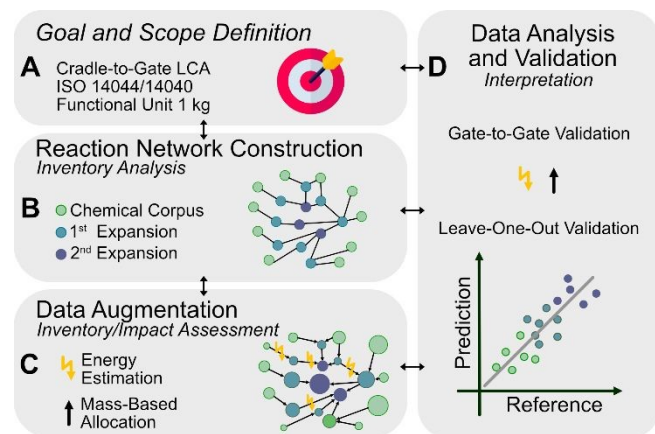 Goal and Scope Definition
A
Cradle-to-Gate LCA
ISO 14044/14040
Functional Unit 1 kg
Reaction Network Construction
Inventory Analysis
B
Chemical Corpus
1st Expansion
2nd Expansion
Data Augmentation
Inventory/Impact Assessment
C
Energy
Estimation
Mass-Based
Allocation
Data Analysis
and Validation
D
Interpretation
Gate-to-Gate Validation
Leave-One-Out Validation
Prediction
Reference